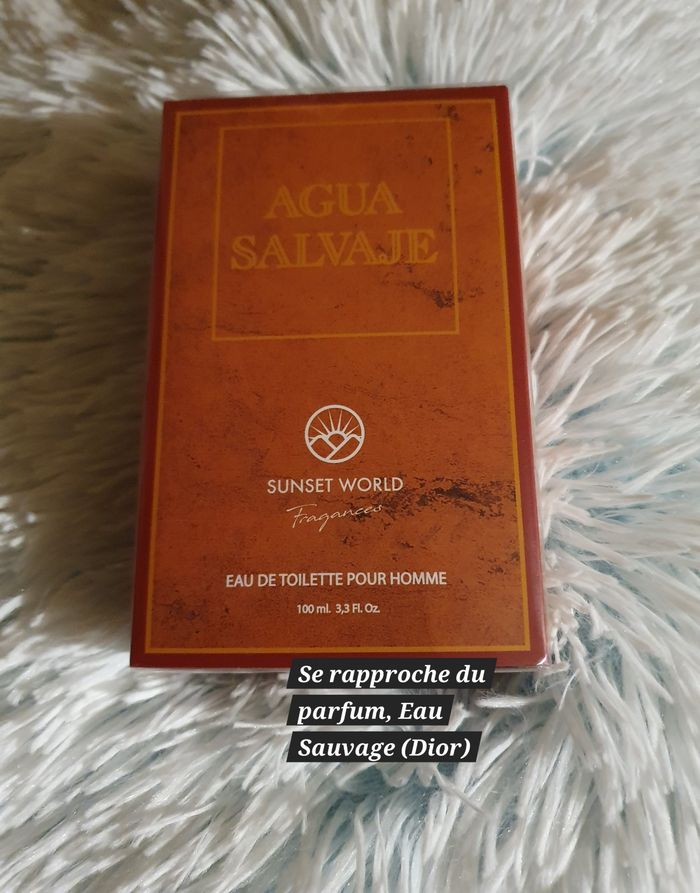 AGUA
SALVAJE
SUNSET WORLD
Fragances
EAU DE TOILETTE POUR HOMME
100 ml. 3,3 Fl. Oz.
Se rapproche du
parfum, Eau
Sauvage (Dior)